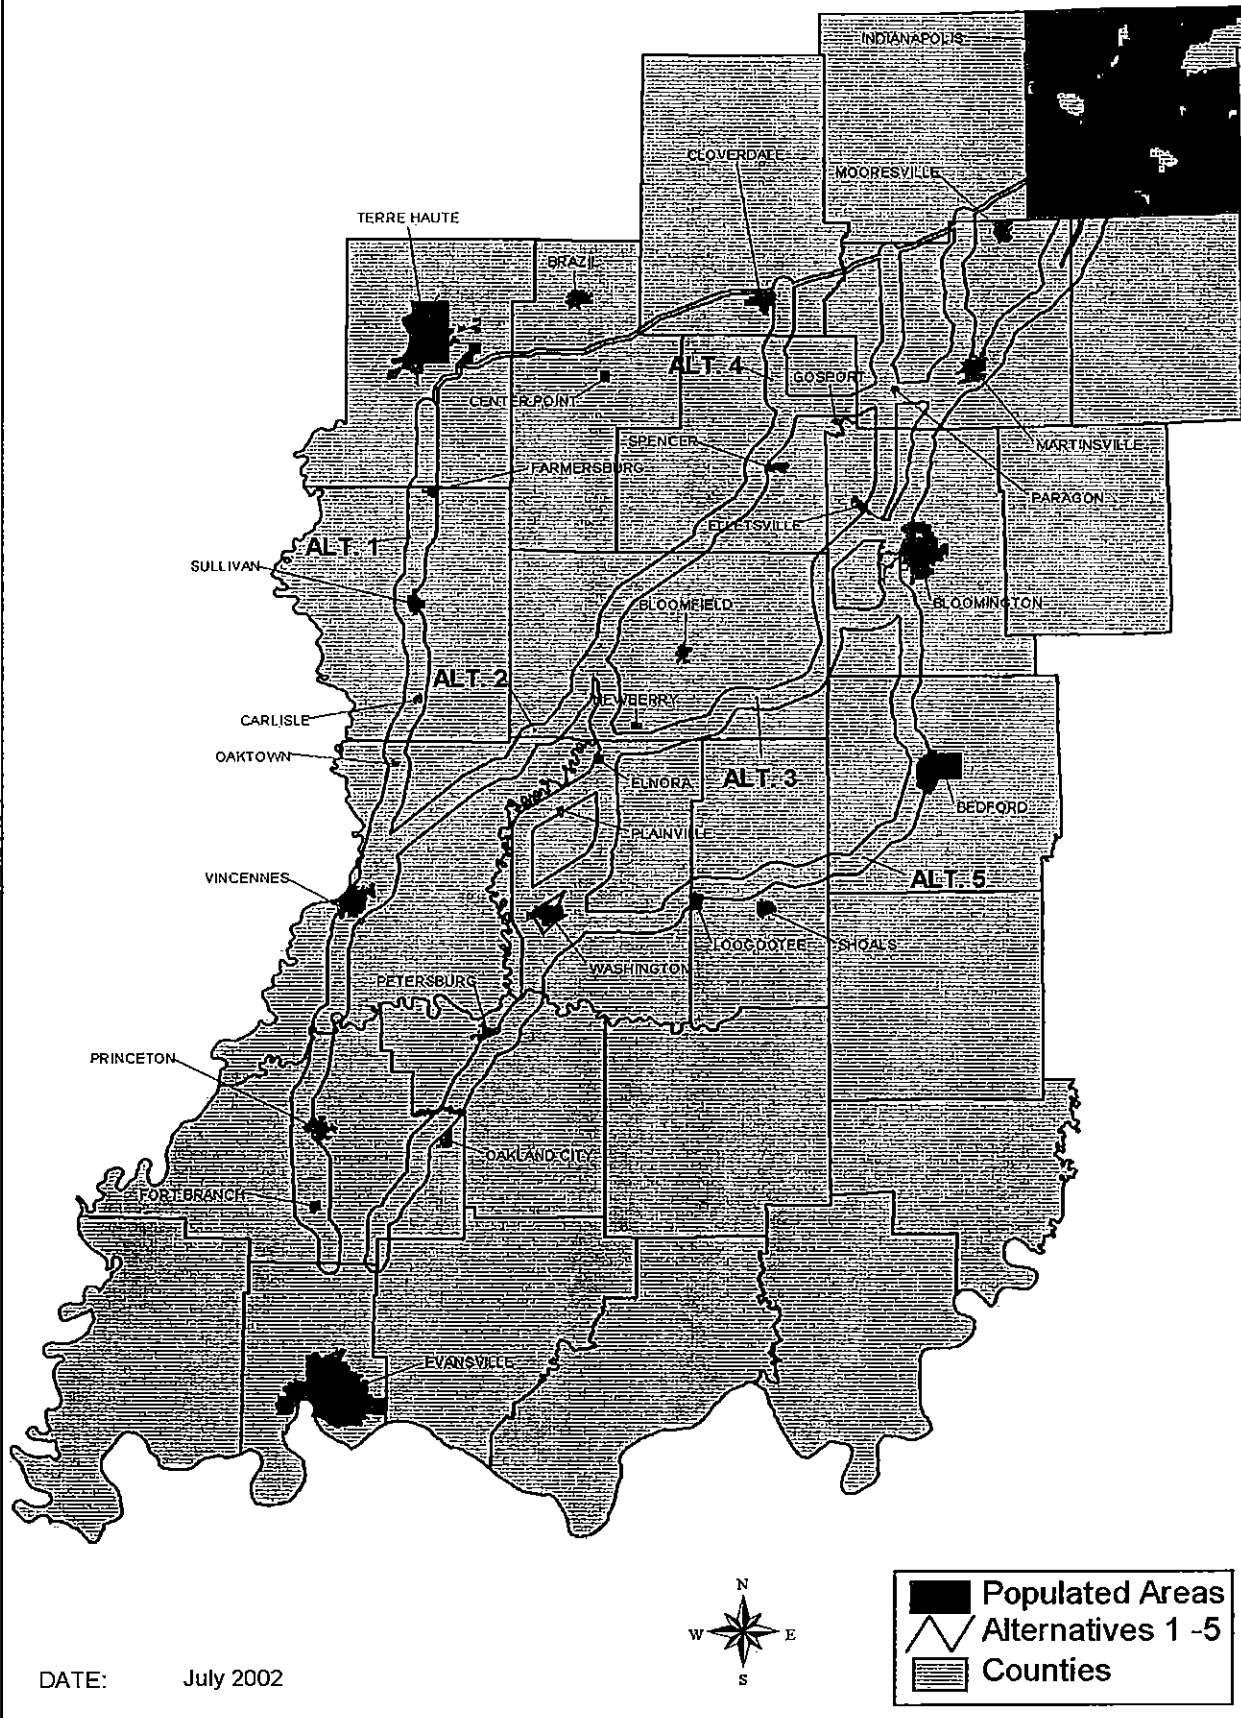 INDIANAPOLIS
CLOVERDALE
MOORESVILLE
TERRE HAUTE
BRAZIL
ALT. 4
GOSPORT
CENTER POINT
SPENCER
MARTINSVILLE
FARMERSBURG
PARAGON
ELLETSVILLE
ALT. 1
SULLIVAN
BLOOMFIELD
BLOOMINGTON
ALT. 2
NEWBERRY
CARLISLE
OAKTOWN
ELNORA
ALT. 3
BEDFORD
PLAINVILLE
VINCENNES
ALT. 5
LOOGOOTEE
SHOALS
WASHINGTON
PETERSBURG
PRINCETON
OAKLAND CITY
FORT BRANCH
EVANSVILLE
N
W E
S
Populated Areas
Alternatives 1 -5
Counties
DATE: July 2002